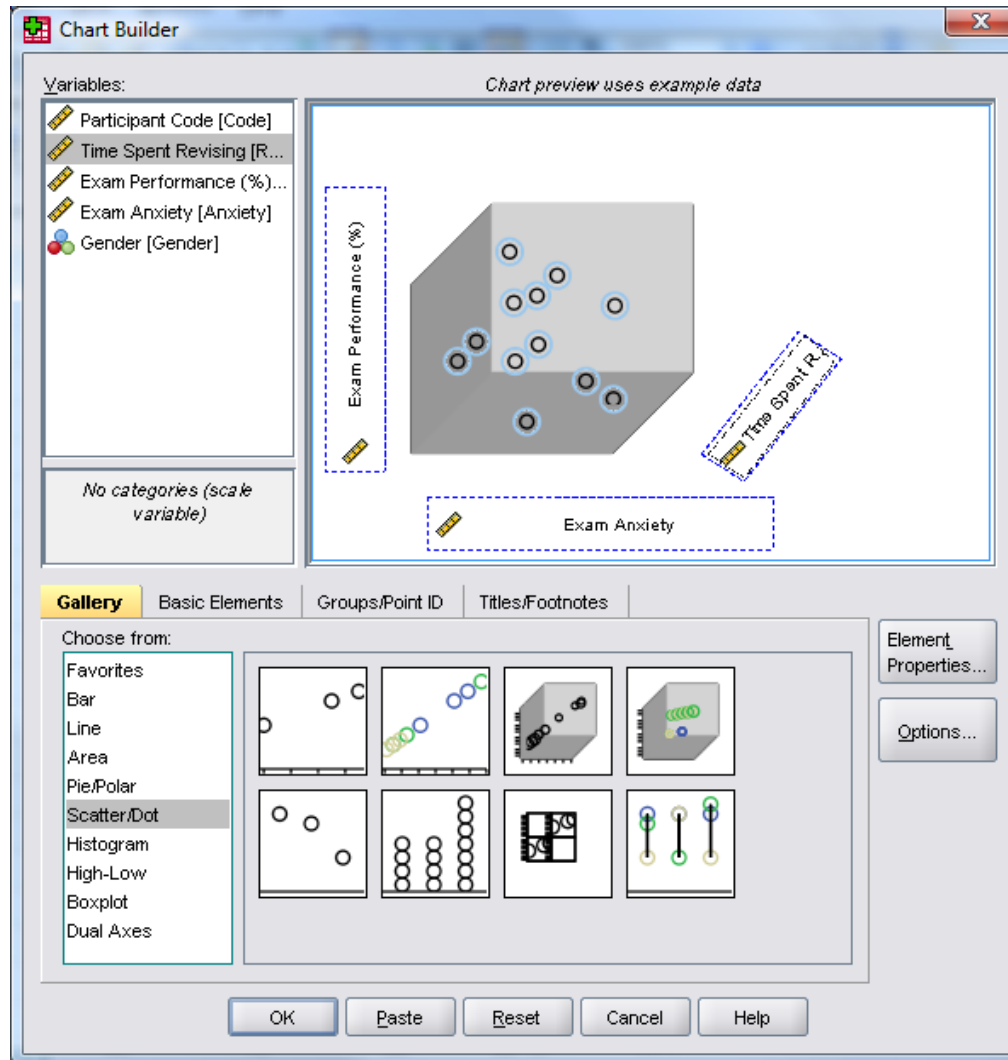 Chart Builder
Variables:
Chart preview uses example data
Participant Code [Code]
Time Spent Revising [R...
Exam Performance (%)...
Exam Anxiety [Anxiety]
Gender [Gender]
No categories (scale
variable)
Exam Performance (%)
Time Spent R...
Exam Anxiety
Gallery
Basic Elements
Groups/Point ID
Titles/Footnotes
Choose from:
Favorites
Bar
Line
Area
Pie/Polar
Scatter/Dot
Histogram
High-Low
Boxplot
Dual Axes
Element
Properties...
Options...
OK
Paste
Reset
Cancel
Help